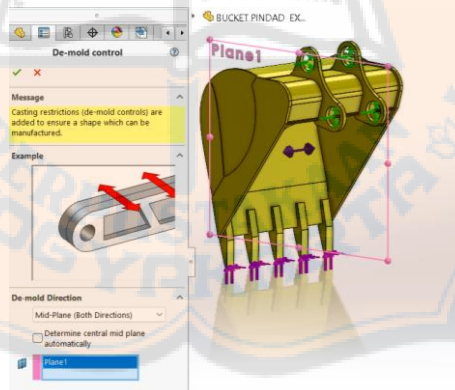 BUCKET PINDAD EX...
De-mold control
Message
Casting restrictions (de-mold controls) are
added to ensure a shape which can be
manufactured.
Example
De-mold Direction
Mid-Plane (Both Directions)
Determine central mid plane
automatically
Plane1
Plane1